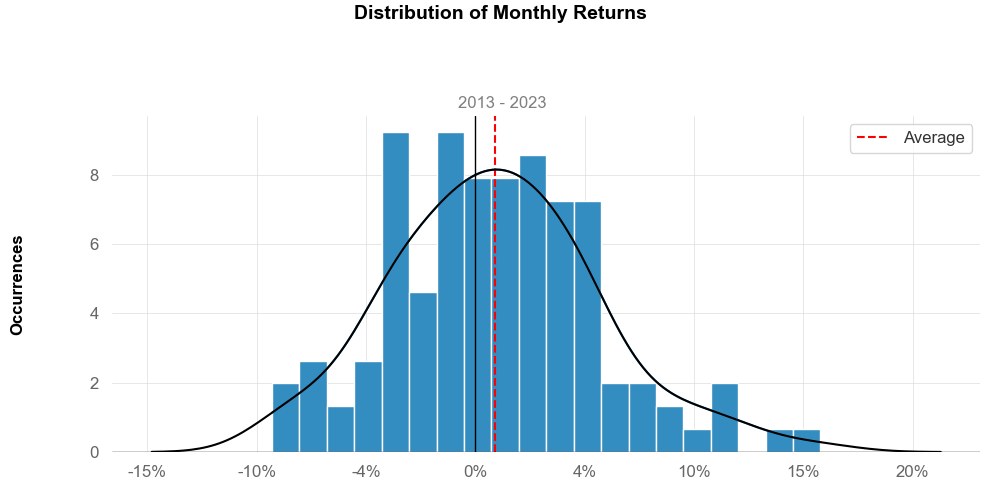 Distribution of Monthly Returns
2013 - 2023
Average
Occurrences
8
6
4
2
0
-15% -10% -4% 0% 4% 10% 15% 20%